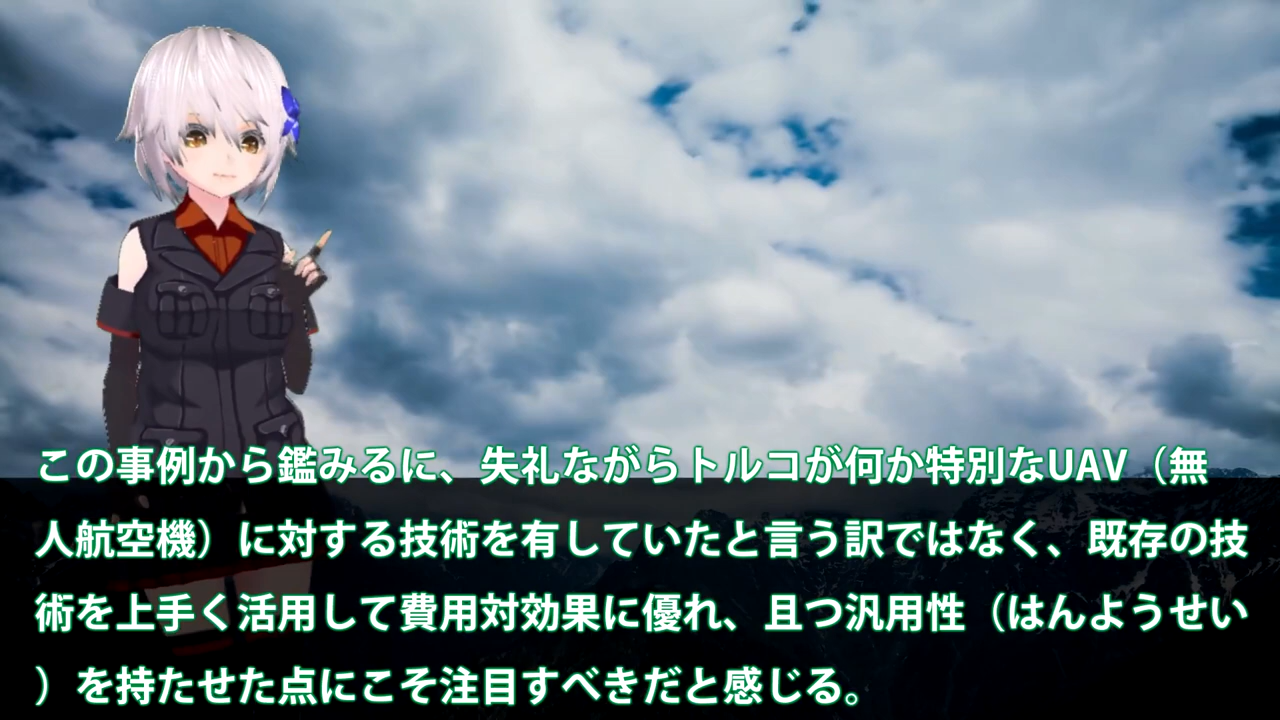 この事例から鑑みるに、失礼ながらトルコが何か特別なUAV（無
人航空機）に対する技術を有していたと言う訳ではなく、既存の技
術を上手く活用して費用対効果に優れ、且つ汎用性（はんようせい
）を持たせた点にこそ注目すべきだと感じる。